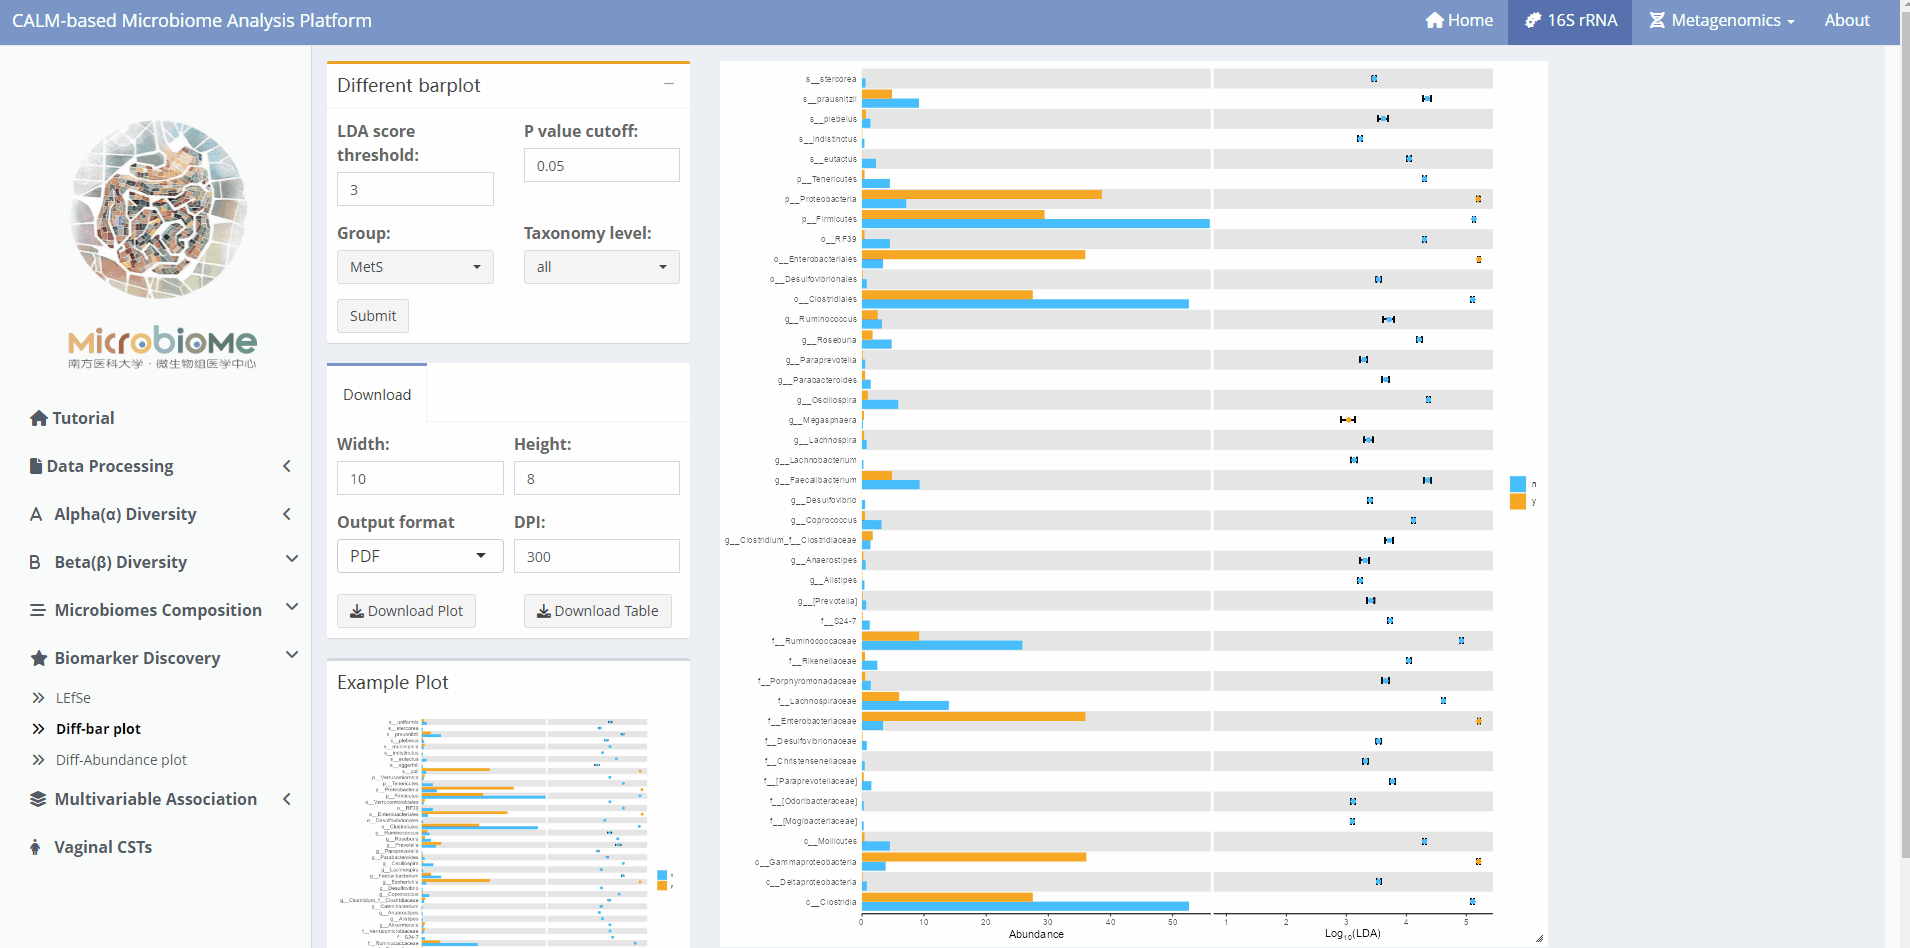 CALM-based Microbiome Analysis Platform
Home
16S rRNA
Metagenomics
About
MicrobiomE
南方医科大学·微生物组医学中心
Tutorial
Data Processing
A Alpha(α) Diversity
B Beta(β) Diversity
Microbiomes Composition
Biomarker Discovery
LEfSe
Diff-bar plot
Diff-Abundance plot
Multivariable Association
Vaginal CSTs
Different barplot
LDA score threshold:
3
P value cutoff:
0.05
Group:
MetS
Taxonomy level:
all
Submit
Download
Width:
10
Height:
8
Output format
PDF
DPI:
300
Download Plot
Download Table
Example Plot
s__stercorea
s__prausnitzii
s__plebeius
s__indistinctus
s__eutactus
p__Tenericutes
p__Proteobacteria
p__Firmicutes
o__RF39
o__Enterobacteriales
o__Desulfovibrionales
o__Clostridiales
g__Ruminococcus
g__Roseburia
g__Paraprevotella
g__Parabacteroides
g__Oscillospira
g__Megasphaera
g__Lachnospira
g__Lachnobacterium
g__Faecalibacterium
g__Desulfovibrio
g__Coprococcus
g__Clostridium_f__Clostridiaceae
g__Anaerostipes
g__Alistipes
g__[Prevotella]
f__S24-7
f__Ruminococcaceae
f__Rikenellaceae
f__Porphyromonadaceae
f__Lachnospiraceae
f__Enterobacteriaceae
f__Desulfovibrionaceae
f__Christensenellaceae
f__[Paraprevotellaceae]
f__[Odoribacteraceae]
f__[Mogibacteriaceae]
c__Mollicutes
c__Gammaproteobacteria
c__Deltaproteobacteria
c__Clostridia
0 10 20 30 40 50
Abundance
1 2 3 4 5
Log10(LDA)
n
y